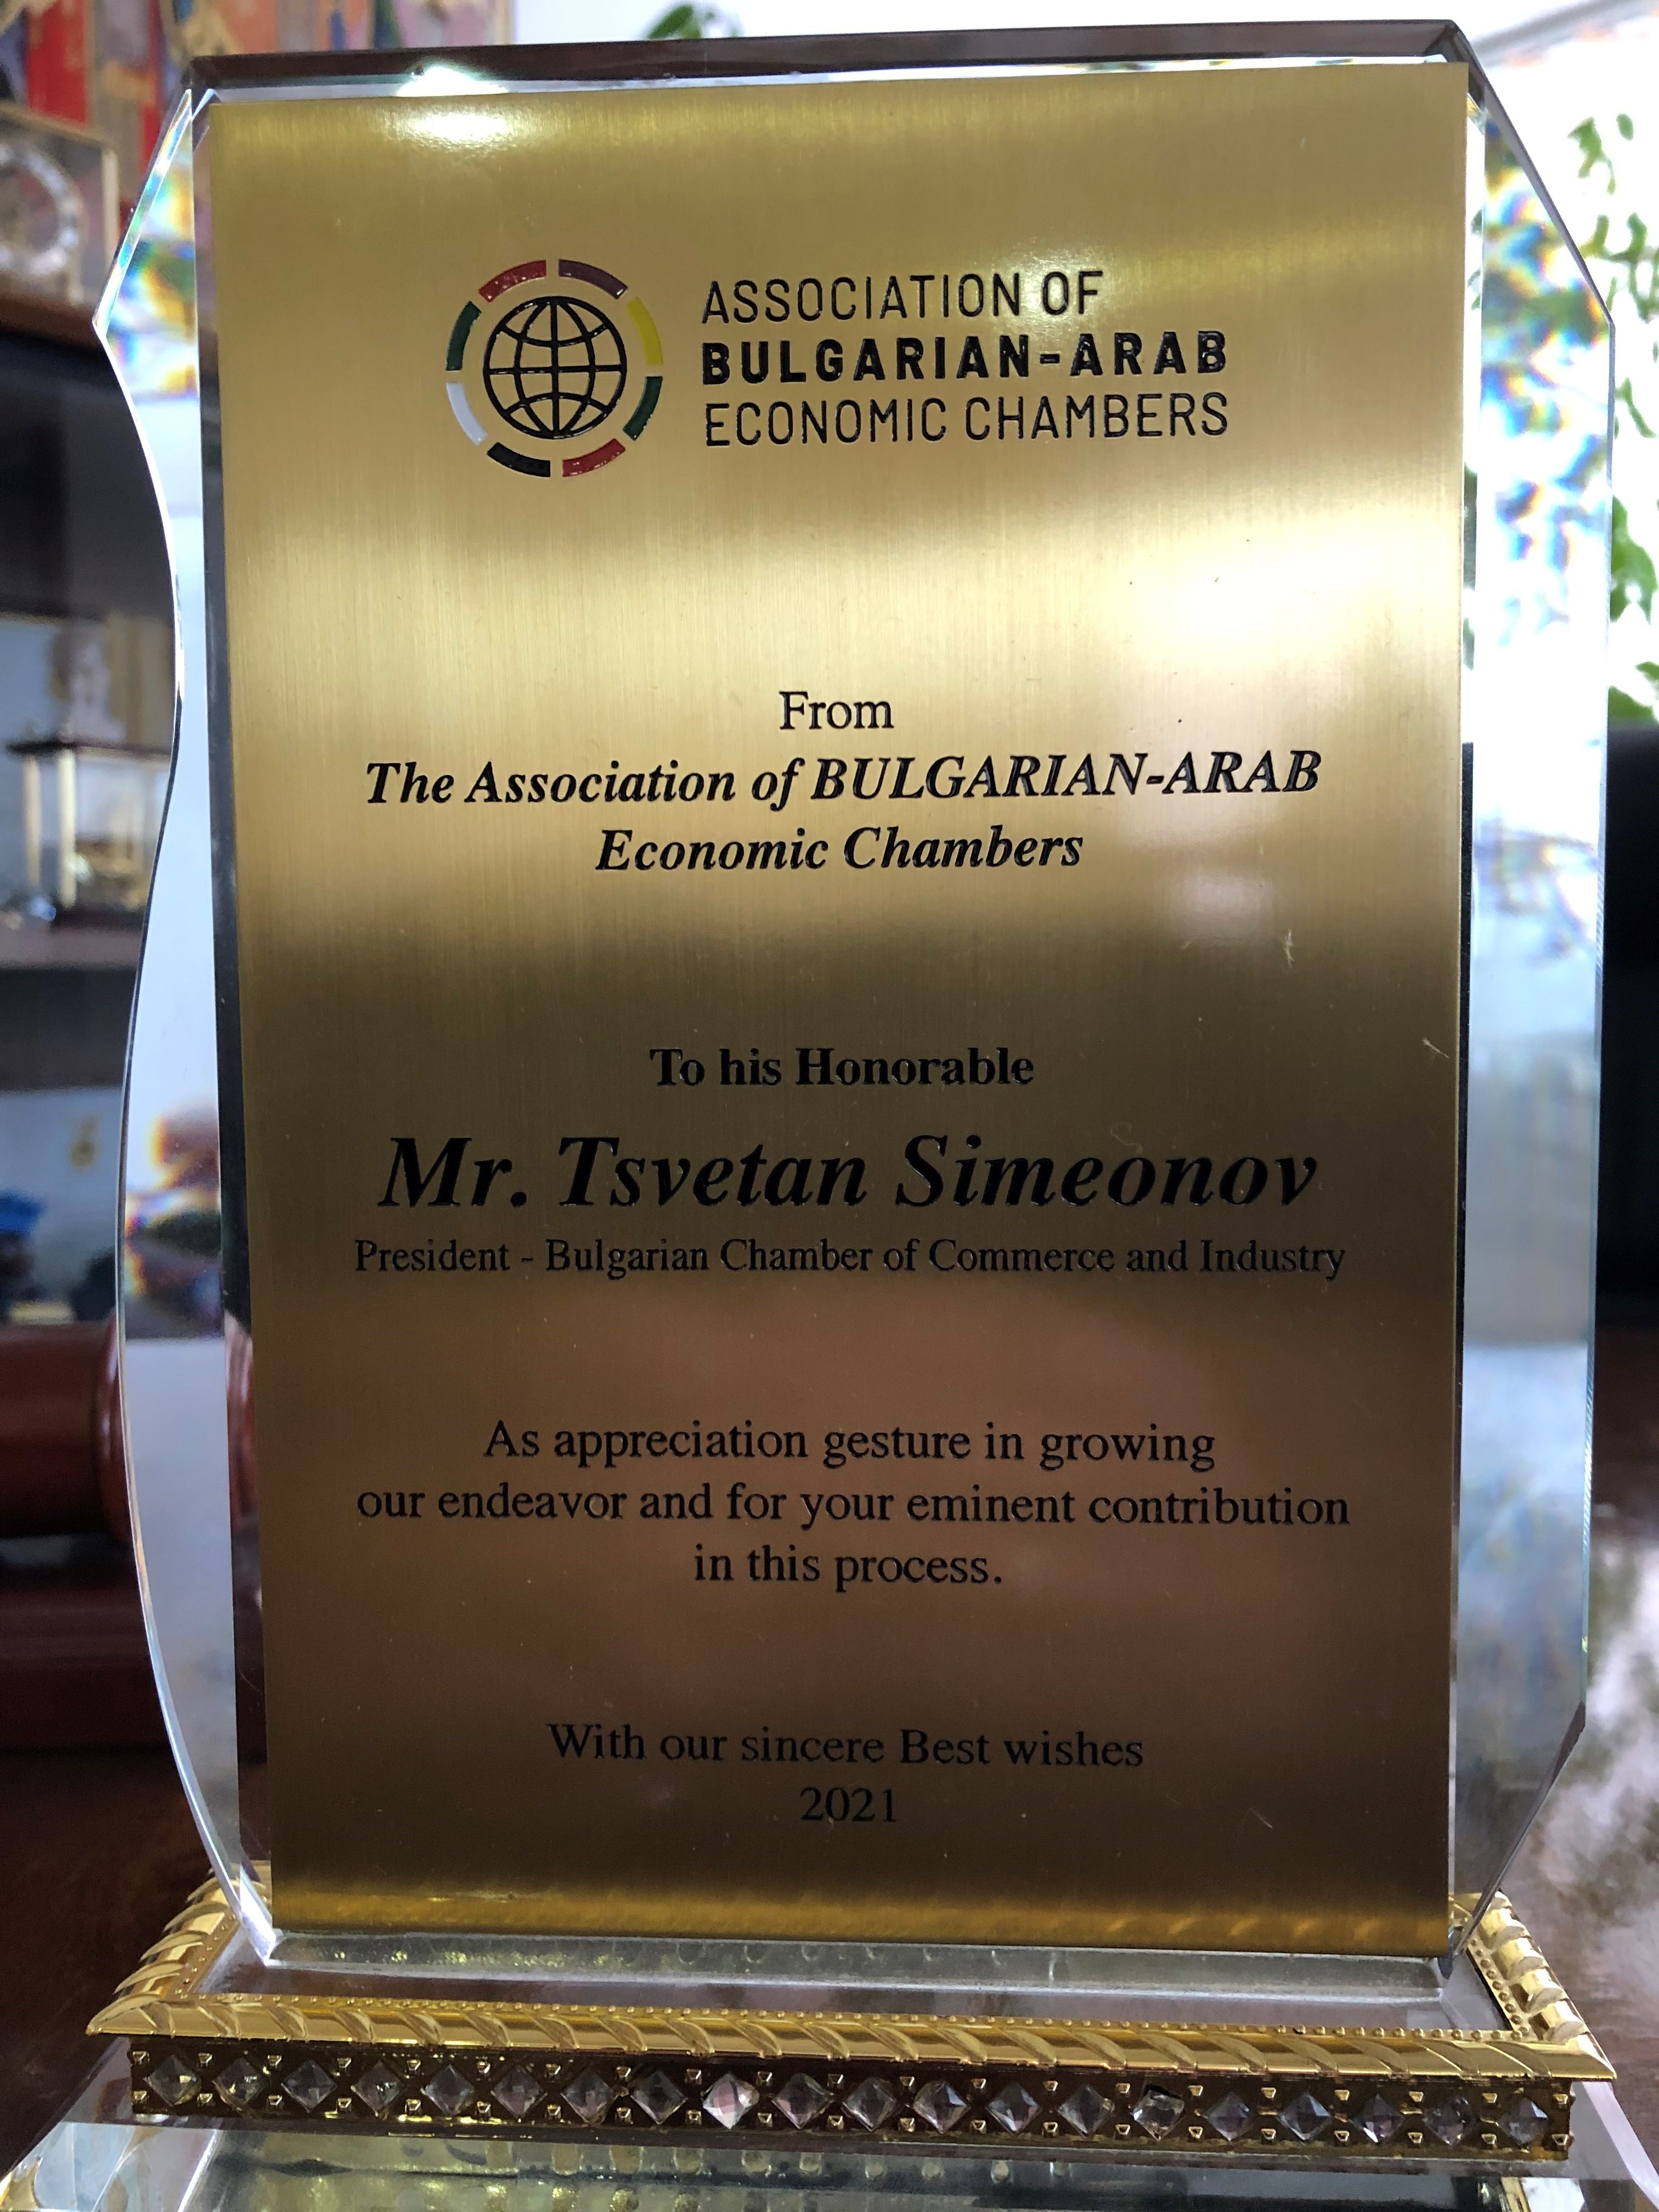 ASSOCIATION OF
BULGARIAN-ARAB
ECONOMIC CHAMBERS
From
The Association of BULGARIAN-ARAB
Economic Chambers
To his Honorable
Mr. Tsvetan Simeonov
President - Bulgarian Chamber of Commerce and Industry
As appreciation gesture in growing
our endeavor and for your eminent contribution
in this process.
With our sincere Best wishes
2021